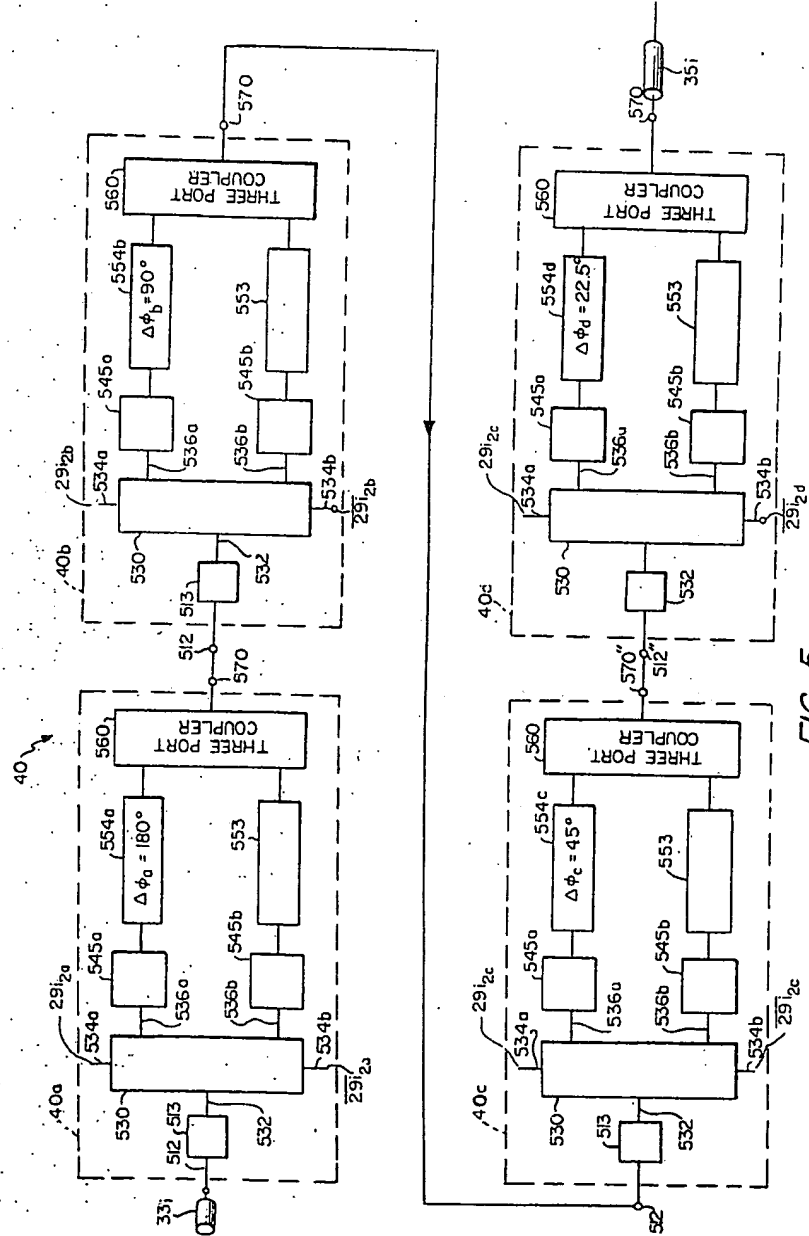 40
40a
29i2a
534a
545a
554a
560
Δφa = 180°
THREE PORT
COUPLER
33i
512
513
532
530
536a
536b
545b
553
534b
29i2a
570
512
40b
29i2b
534a
545a
554b
560
Δφb = 90°
THREE PORT
COUPLER
570
513
532
530
536a
536b
545b
553
534b
29i2b
40c
29i2c
534a
545a
554c
560
Δφc = 45°
THREE PORT
COUPLER
512
513
532
530
536a
536b
545b
553
534b
29i2c
570"
512"
40d
29i2c
534a
545a
554d
560
Δφd = 22.5°
THREE PORT
COUPLER
570
35i
532
530
536a
536b
545b
553
534b
29i2d
FIG. 5